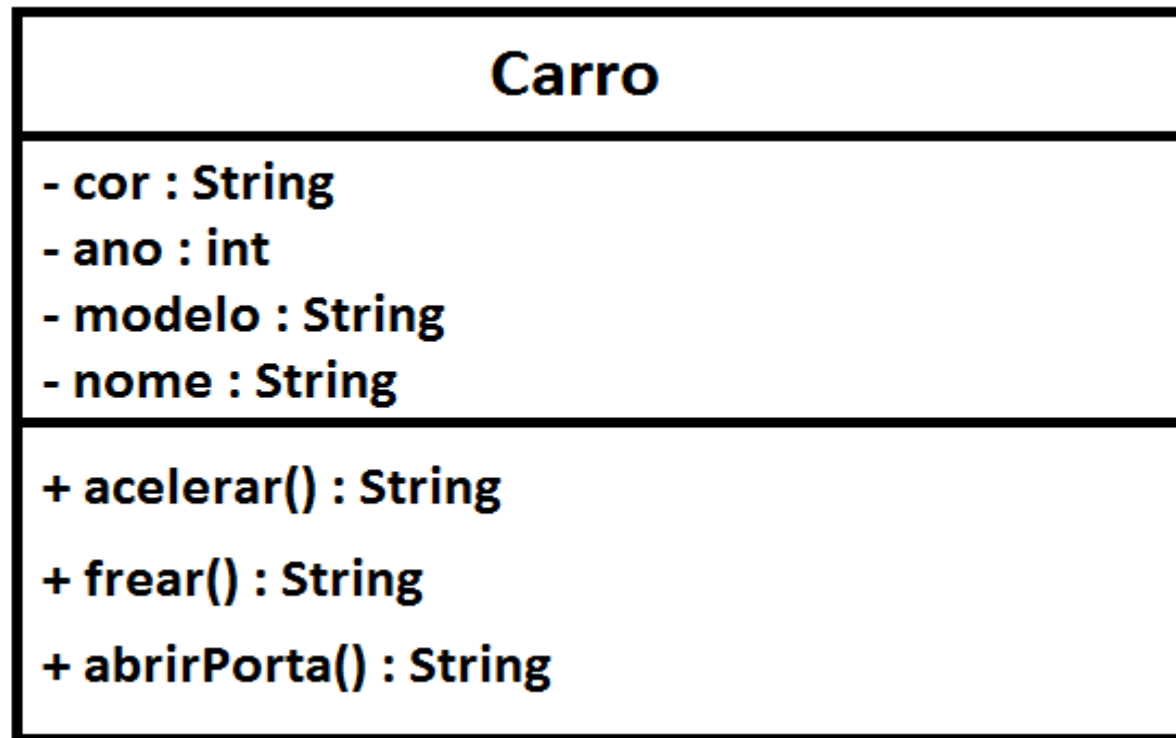 Carro
- cor : String
- ano : int
- modelo : String
- nome : String
+ acelerar() : String
+ frear() : String
+ abrirPorta() : String